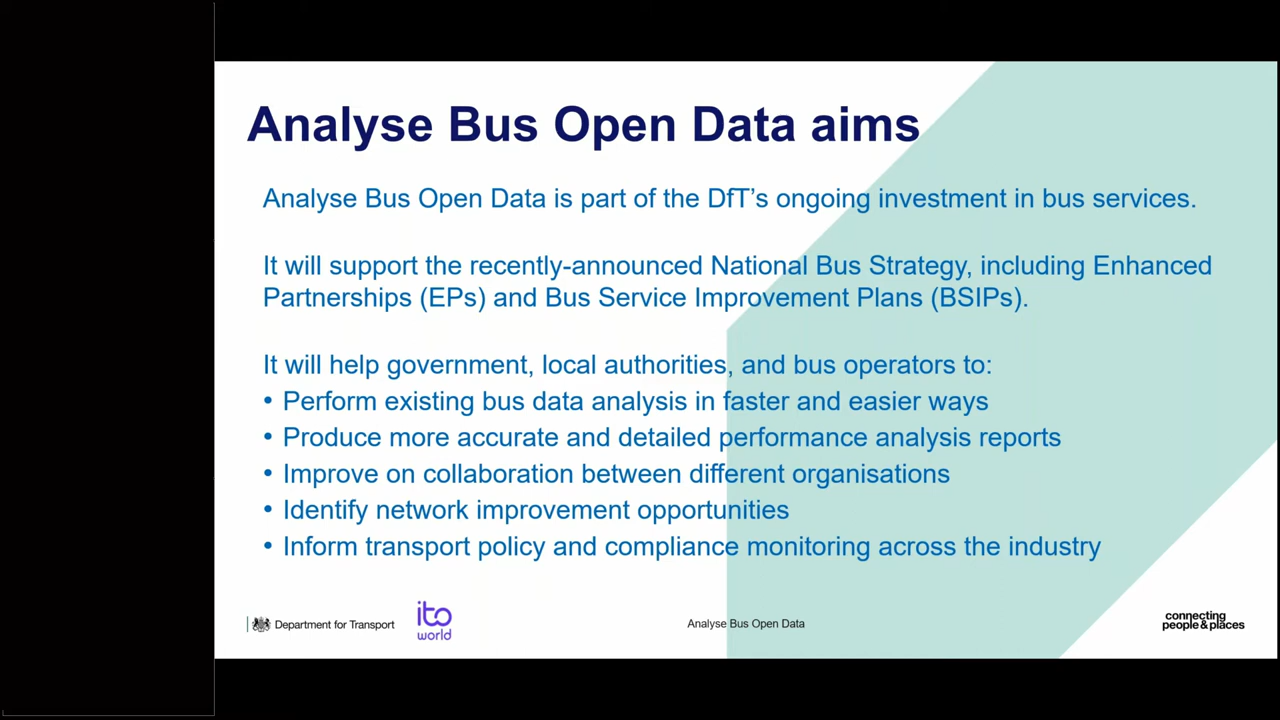 Analyse Bus Open Data aims
Analyse Bus Open Data is part of the DfT’s ongoing investment in bus services.
It will support the recently-announced National Bus Strategy, including Enhanced
Partnerships (EPs) and Bus Service Improvement Plans (BSIPs).
It will help government, local authorities, and bus operators to:
• Perform existing bus data analysis in faster and easier ways
• Produce more accurate and detailed performance analysis reports
• Improve on collaboration between different organisations
• Identify network improvement opportunities
• Inform transport policy and compliance monitoring across the industry
Department for Transport
ito
world
Analyse Bus Open Data
connecting
people & places